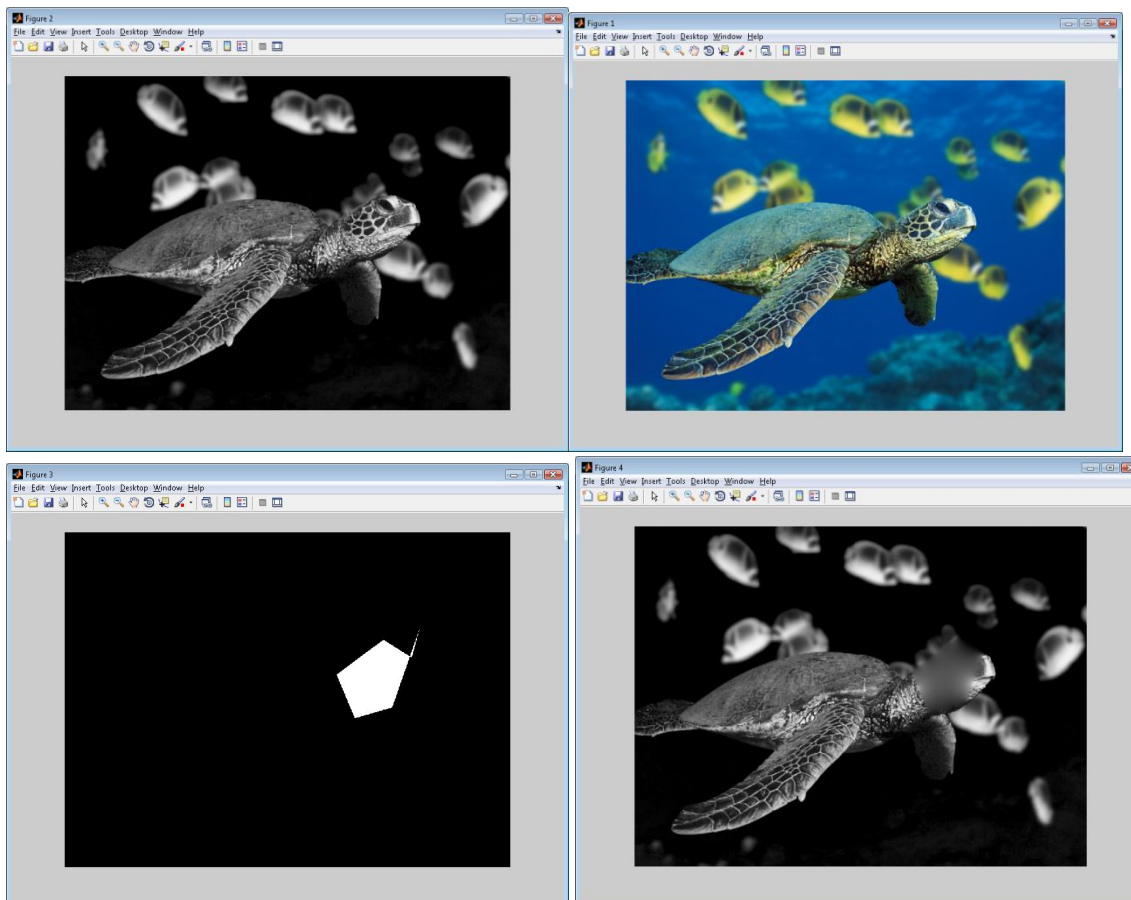 Figure 2
File Edit View Insert Tools Desktop Window Help
Figure 1
File Edit View Insert Tools Desktop Window Help
Figure 3
File Edit View Insert Tools Desktop Window Help
Figure 4
File Edit View Insert Tools Desktop Window Help